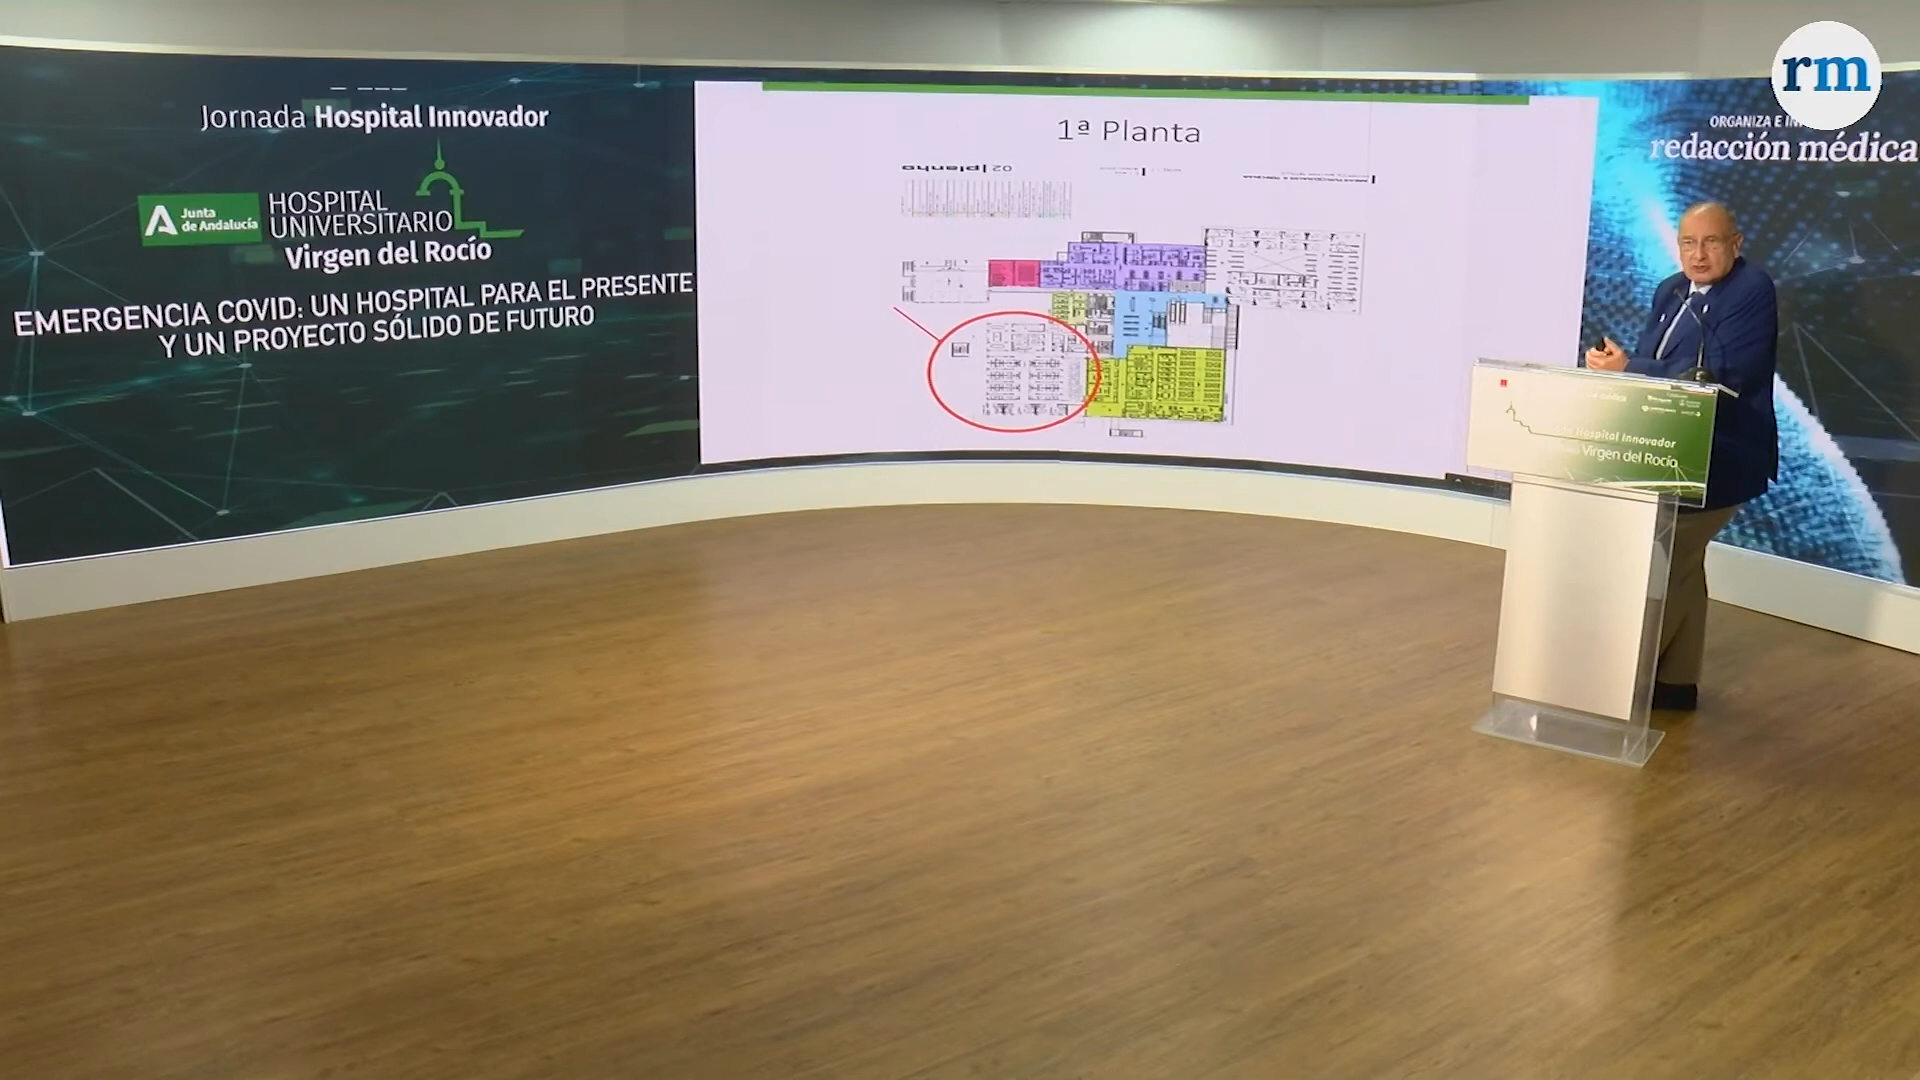 Jornada Hospital Innovador
Junta
de Andalucía
HOSPITAL
UNIVERSITARIO
Virgen del Rocío
EMERGENCIA COVID: UN HOSPITAL PARA EL PRESENTE
Y UN PROYECTO SÓLIDO DE FUTURO
1ª Planta
rm
ORGANIZA E
redacción médica
Hospital Innovador
Virgen del Rocío